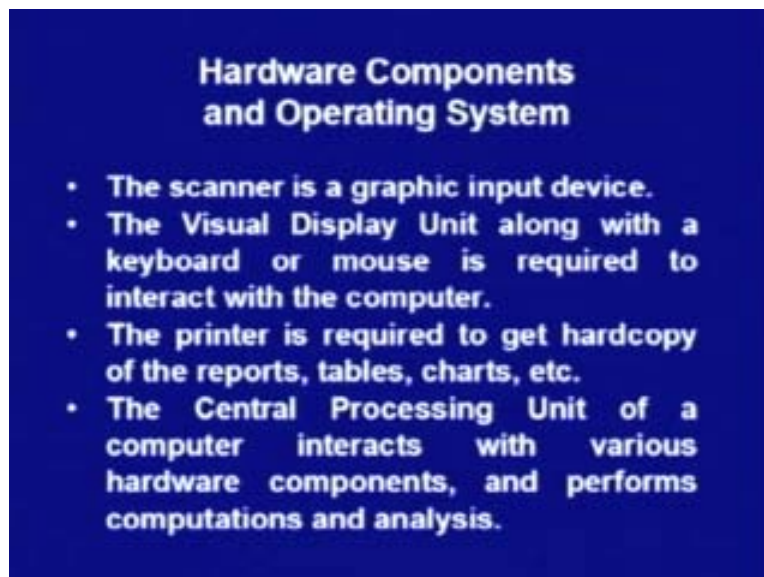 Hardware Components
and Operating System
• The scanner is a graphic input device.
• The Visual Display Unit along with a
keyboard or mouse is required to
interact with the computer.
• The printer is required to get hardcopy
of the reports, tables, charts, etc.
• The Central Processing Unit of a
computer interacts with various
hardware components, and performs
computations and analysis.